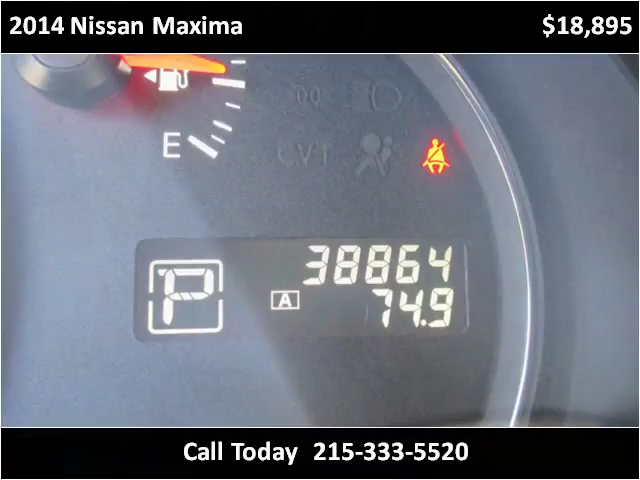 2014 Nissan Maxima $18,895
E
CVT
38864
P A 74.9
Call Today 215-333-5520